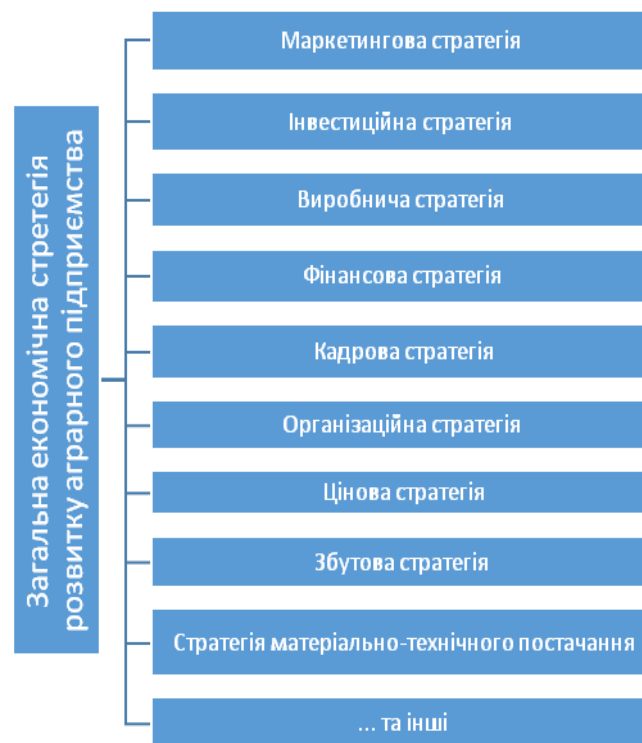 Загальна економічна стретегія
розвитку аграрного підприємства
Маркетингова стратегія
Інвестиційна стратегія
Виробнича стратегія
Фінансова стратегія
Кадрова стратегія
Організаційна стратегія
Цінова стратегія
Збутова стратегія
Стратегія матеріально-технічного постачання
... та інші